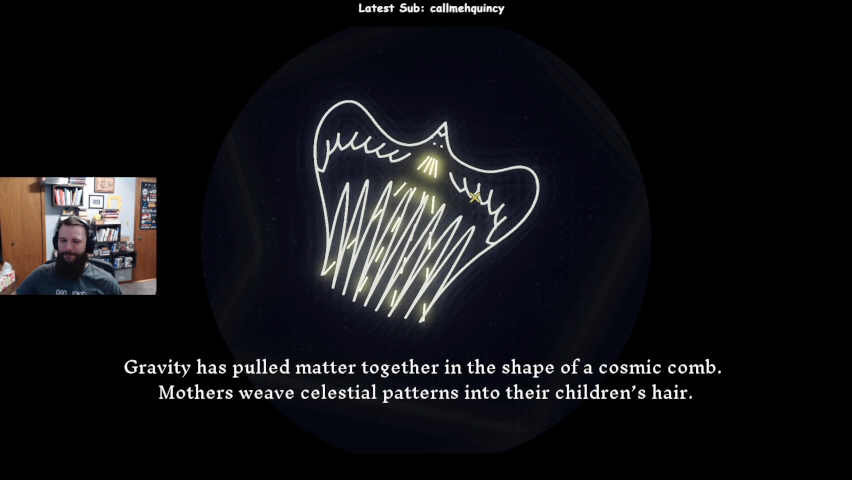 Latest Sub: callmehquincy
Gravity has pulled matter together in the shape of a cosmic comb.
Mothers weave celestial patterns into their children's hair.